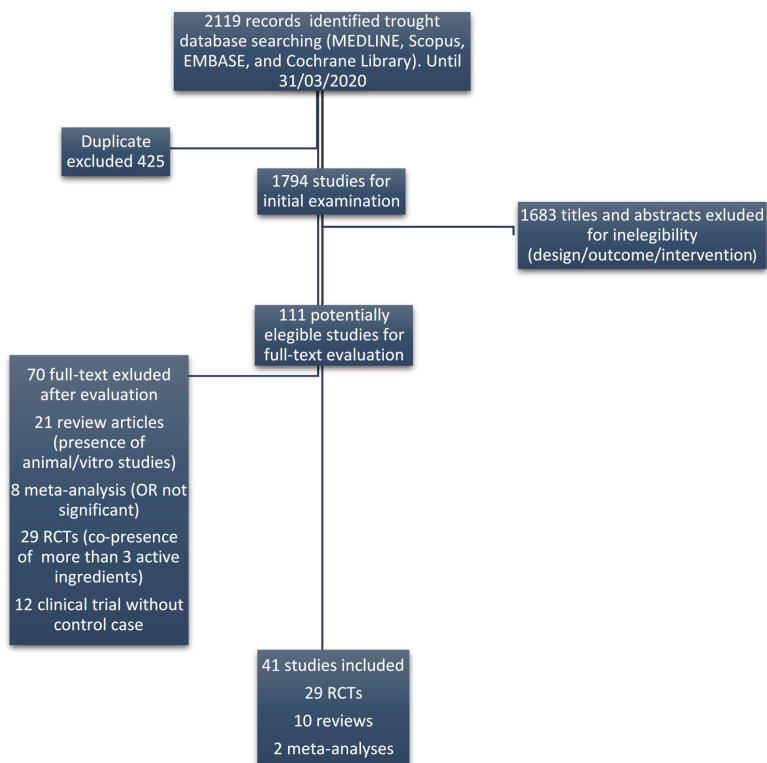 2119 records identified trought
database searching (MEDLINE, Scopus,
EMBASE, and Cochrane Library). Until
31/03/2020
Duplicate
excluded 425
1794 studies for
initial examination
1683 titles and abstracts exluded
for inelegibility
(design/outcome/intervention)
111 potentially
elegible studies for
full-text evaluation
70 full-text exluded
after evaluation
21 review articles
(presence of
animal/vitro studies)
8 meta-analysis (OR not
significant)
29 RCTs (co-presence
of more than 3 active
ingredients)
12 clinical trial without
control case
41 studies included
29 RCTs
10 reviews
2 meta-analyses